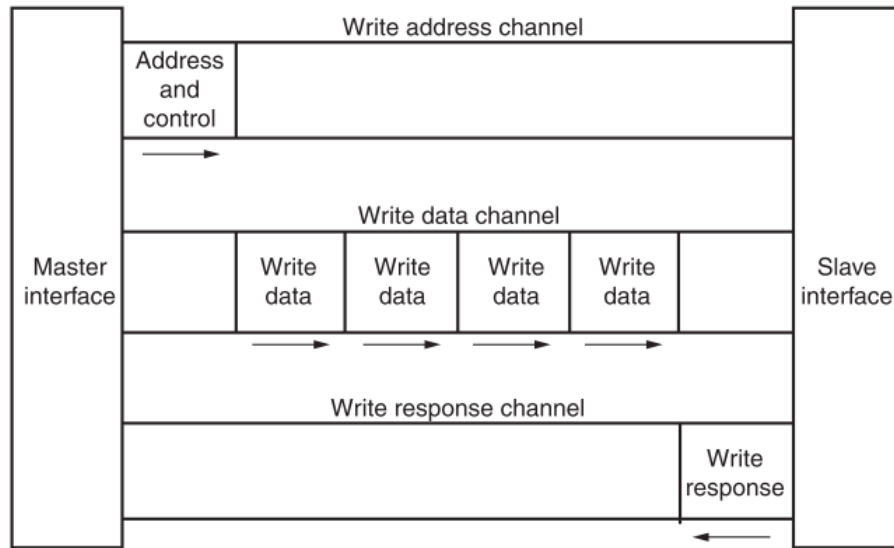 Write address channel
Address
and
control
Write data channel
Master
interface
Write
data
Write
data
Write
data
Write
data
Slave
interface
Write response channel
Write
response